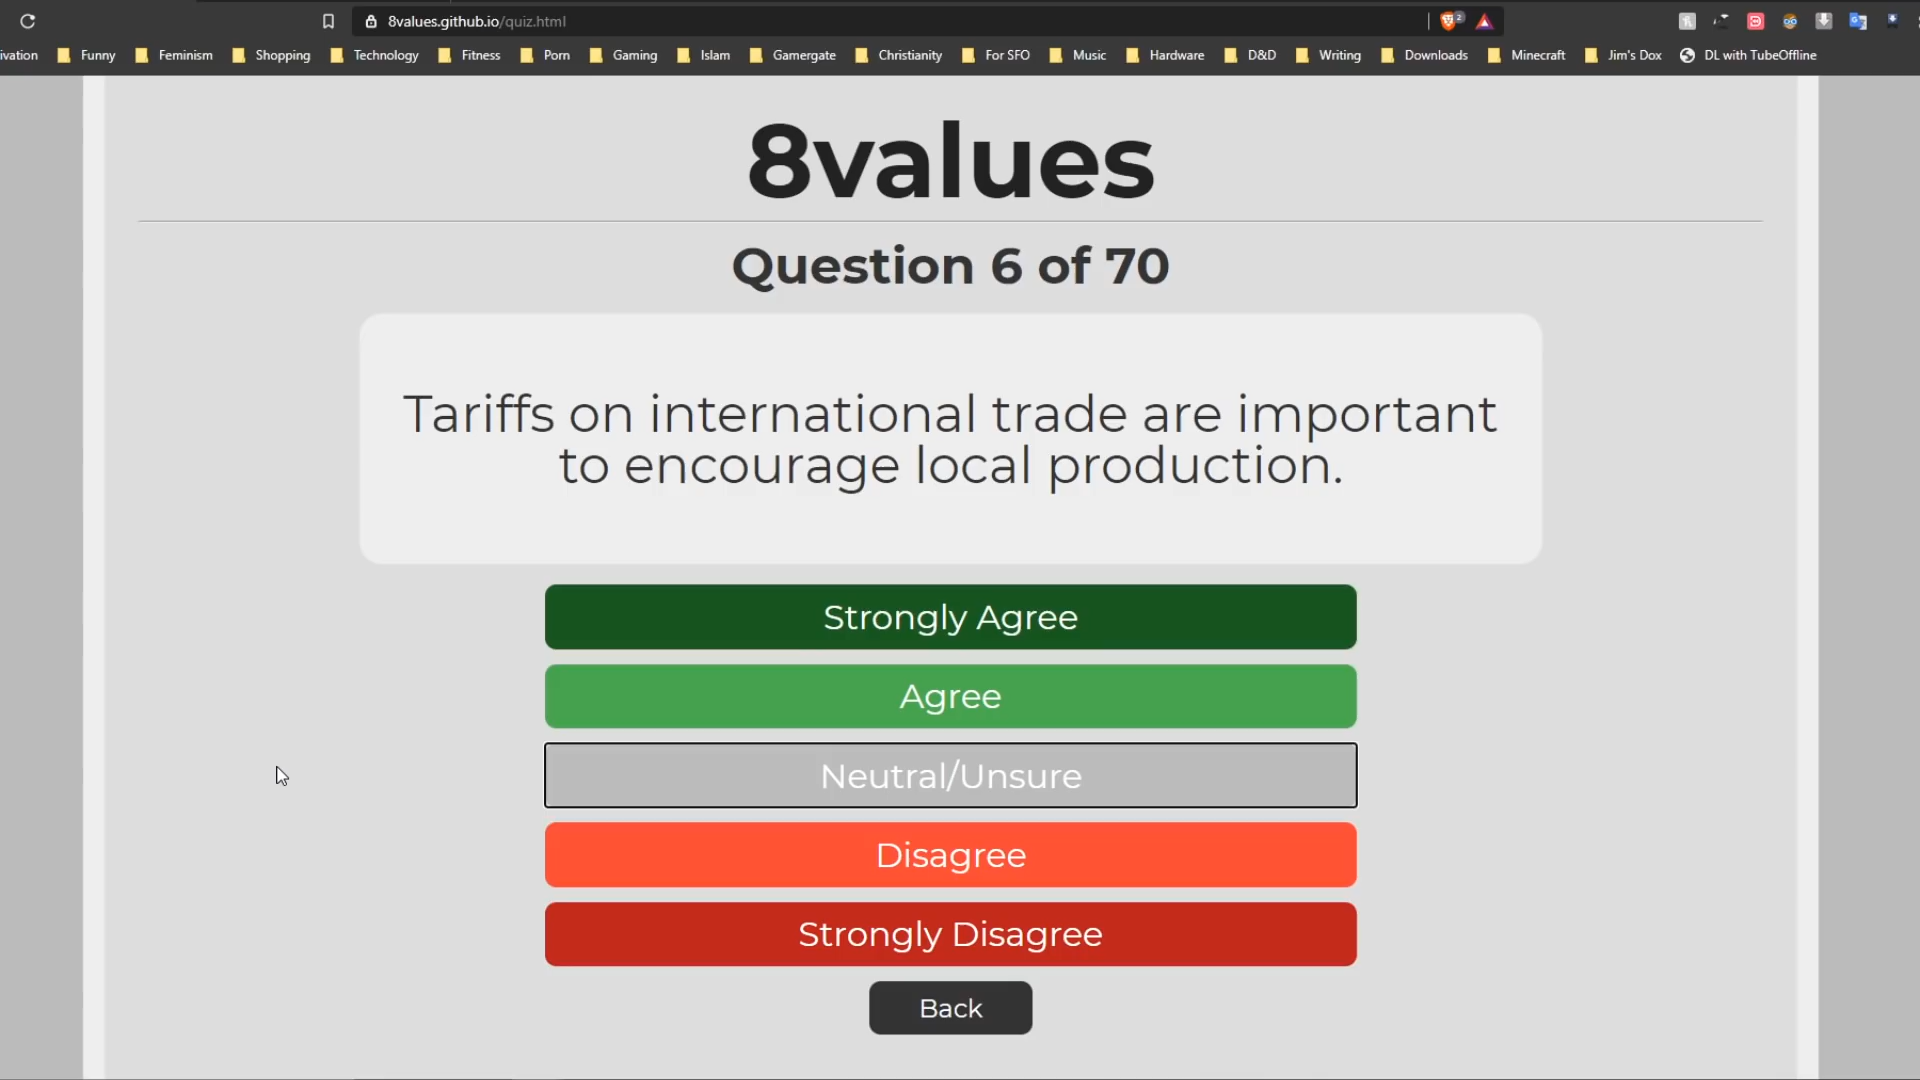 8values.github.io/quiz.html 2
ivation Funny Feminism Shopping Technology Fitness Porn Gaming Islam Gamergate Christianity For SFO Music Hardware D&D Writing Downloads Minecraft Jim's Dox DL with TubeOffline
8values
Question 6 of 70
Tariffs on international trade are important
to encourage local production.
Strongly Agree
Agree
Neutral/Unsure
Disagree
Strongly Disagree
Back